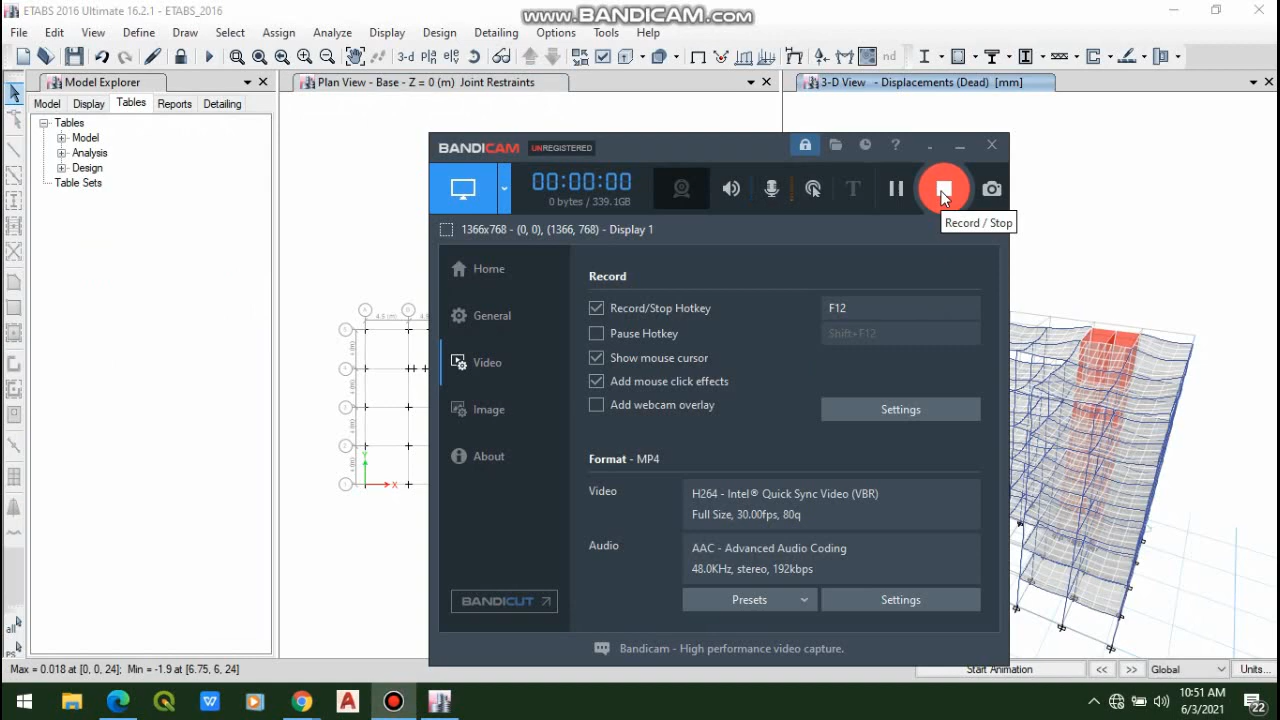 ETABS 2016 Ultimate 16.2.1 - ETABS_2016
www.BANDICAM.com
File Edit View Define Draw Select Assign Analyze Display Design Detailing Options Tools Help
3-d nd
Model Explorer
Plan View - Base - Z = 0 (m) Joint Restraints
3-D View - Displacements (Dead) [mm]
Model Display Tables Reports Detailing
Tables
Model
Analysis
Design
Table Sets
BANDICAM UNREGISTERED
00:00:00
0 bytes / 339.1GB
Record / Stop
1366x768 - (0, 0), (1366, 768) - Display 1
Home
General
Video
Image
About
BANDICUT
Record
Record/Stop Hotkey F12
Pause Hotkey Shift+F12
Show mouse cursor
Add mouse click effects
Add webcam overlay Settings
Format - MP4
Video H264 - Intel® Quick Sync Video (VBR)
Full Size, 30.00fps, 80q
Audio AAC - Advanced Audio Coding
48.0KHz, stereo, 192kbps
Presets Settings
Bandicam - High performance video capture.
Y
X
all
ps
Max = 0.018 at [0, 0, 24]; Min = -1.9 at [6.75, 6, 24] Start Animation << >> Global Units...
10:51 AM
6/3/2021
22